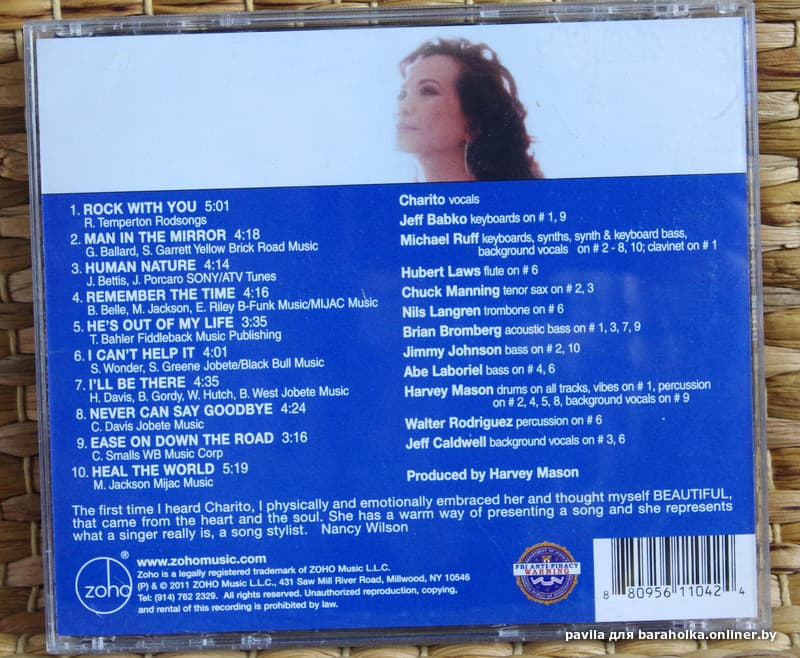 1. ROCK WITH YOU 5:01
R. Temperton Rodsongs
2. MAN IN THE MIRROR 4:18
G. Ballard, S. Garrett Yellow Brick Road Music
3. HUMAN NATURE 4:14
J. Bettis, J. Porcaro SONY/ATV Tunes
4. REMEMBER THE TIME 4:16
B. Belle, M. Jackson, E. Riley B-Funk Music/MIJAC Music
5. HE'S OUT OF MY LIFE 3:35
T. Bahler Fiddleback Music Publishing
6. I CAN'T HELP IT 4:01
S. Wonder, S. Greene Jobete/Black Bull Music
7. I'LL BE THERE 4:35
H. Davis, B. Gordy, W. Hutch, B. West Jobete Music
8. NEVER CAN SAY GOODBYE 4:24
C. Davis Jobete Music
9. EASE ON DOWN THE ROAD 3:16
C. Smalls WB Music Corp
10. HEAL THE WORLD 5:19
M. Jackson Mijac Music
Charito vocals
Jeff Babko keyboards on # 1, 9
Michael Ruff keyboards, synths, synth & keyboard bass,
background vocals on # 2 - 8, 10; clavinet on # 1
Hubert Laws flute on # 6
Chuck Manning tenor sax on # 2, 3
Nils Langren trombone on # 6
Brian Bromberg acoustic bass on # 1, 3, 7, 9
Jimmy Johnson bass on # 2, 10
Abe Laboriel bass on # 4, 6
Harvey Mason drums on all tracks, vibes on # 1, percussion
on # 2, 4, 5, 8, background vocals on # 9
Walter Rodriguez percussion on # 6
Jeff Caldwell background vocals on # 3, 6
Produced by Harvey Mason
The first time I heard Charito, I physically and emotionally embraced her and thought myself BEAUTIFUL,
that came from the heart and the soul. She has a warm way of presenting a song and she represents
what a singer really is, a song stylist. Nancy Wilson
zoho®
www.zohomusic.com
Zoho is a legally registered trademark of ZOHO Music L.L.C.
(P) & © 2011 ZOHO Music L.L.C., 431 Saw Mill River Road, Millwood, NY 10546
Tel: (914) 762 2329. All rights reserved. Unauthorized reproduction, copying,
and rental of this recording is prohibited by law.
FBI ANTI-PIRACY
WARNING
8 80956 11042 4
pavila для baraholka.onliner.by